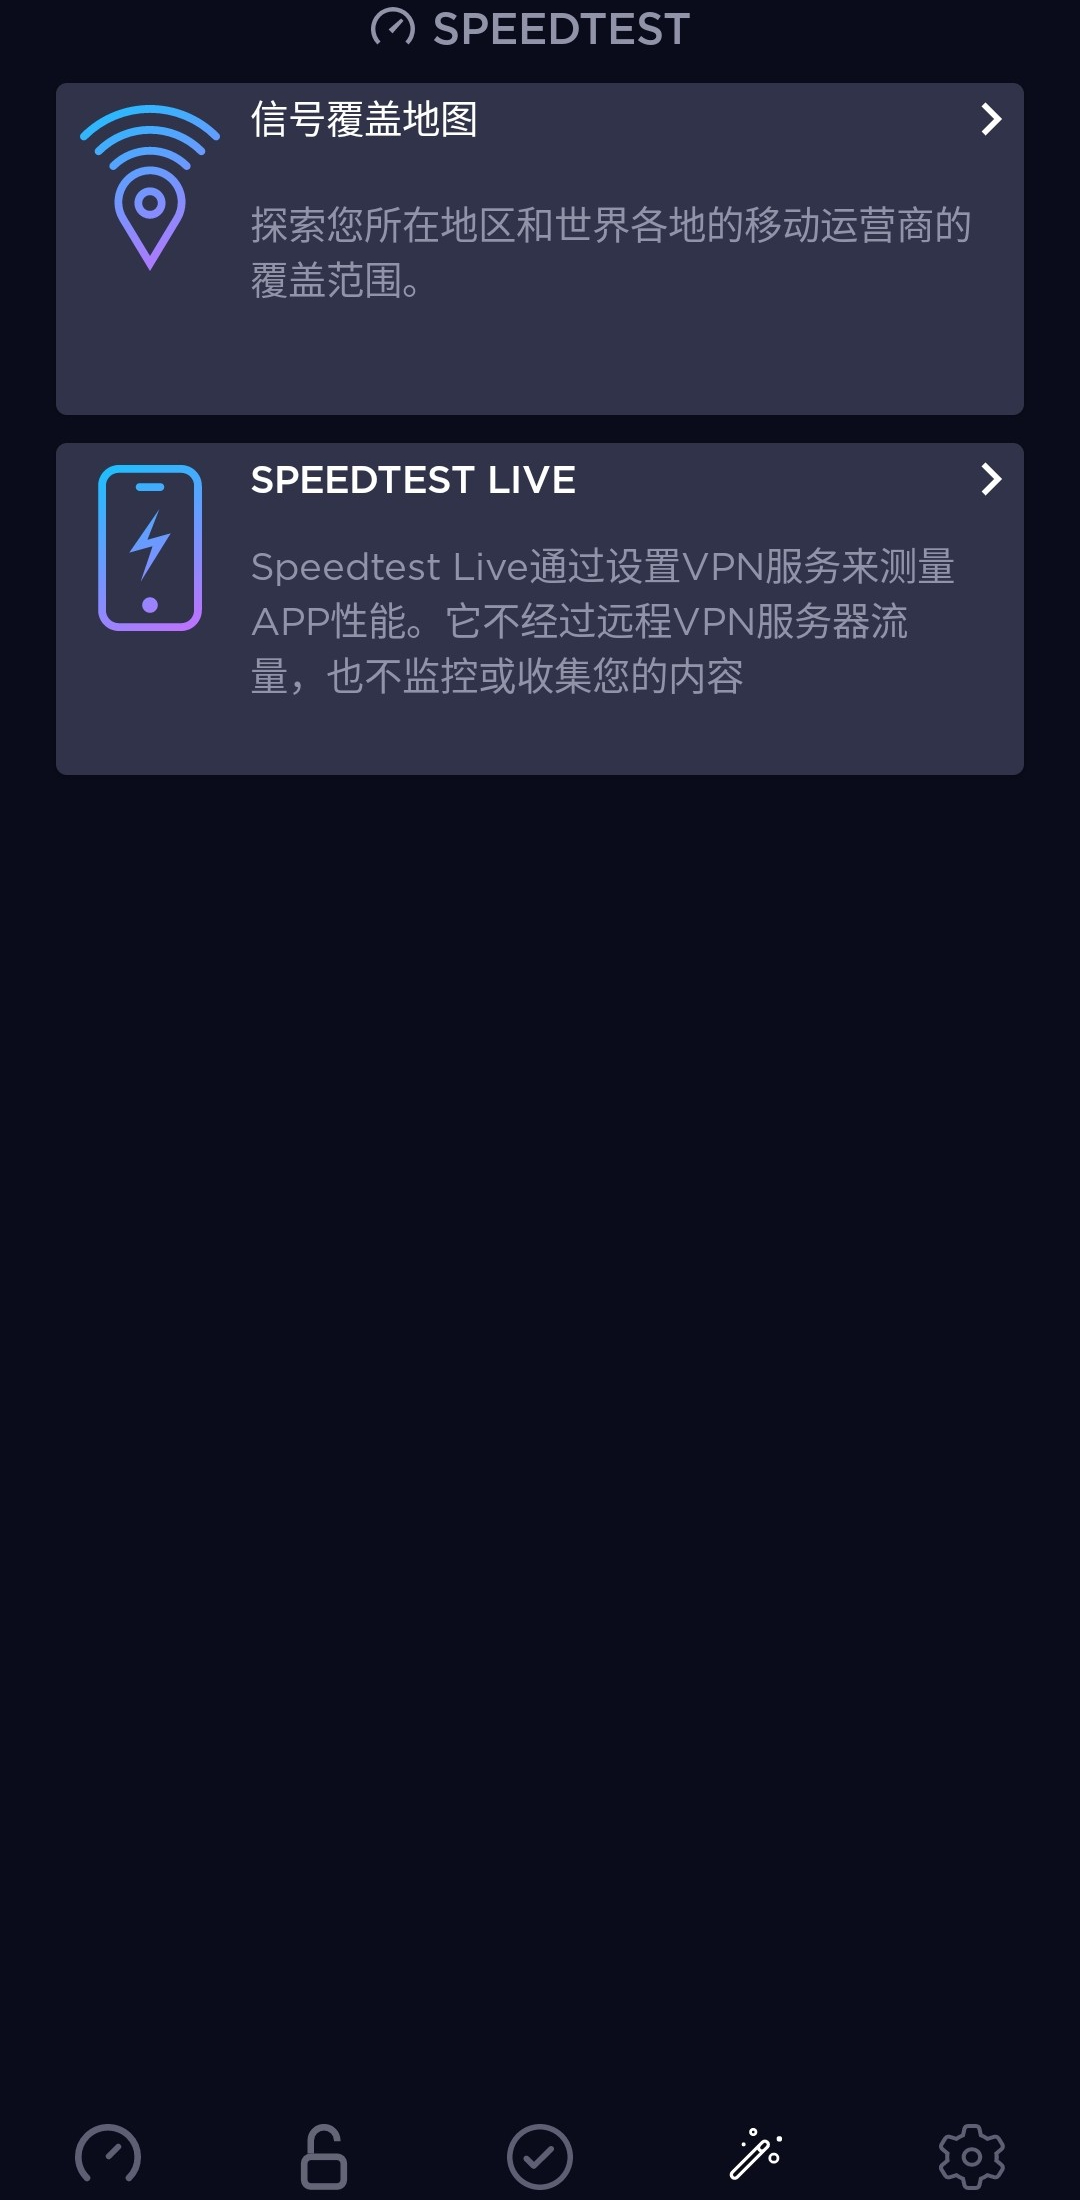 SPEEDTEST
信号覆盖地图
探索您所在地区和世界各地的移动运营商的
覆盖范围。
SPEEDTEST LIVE
Speedtest Live通过设置VPN服务来测量
APP性能。它不经过远程VPN服务器流
量，也不监控或收集您的内容